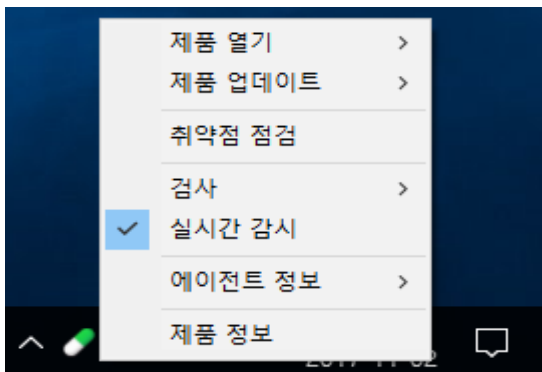 제품 열기
제품 업데이트
취약점 점검
검사
실시간 감시
에이전트 정보
제품 정보